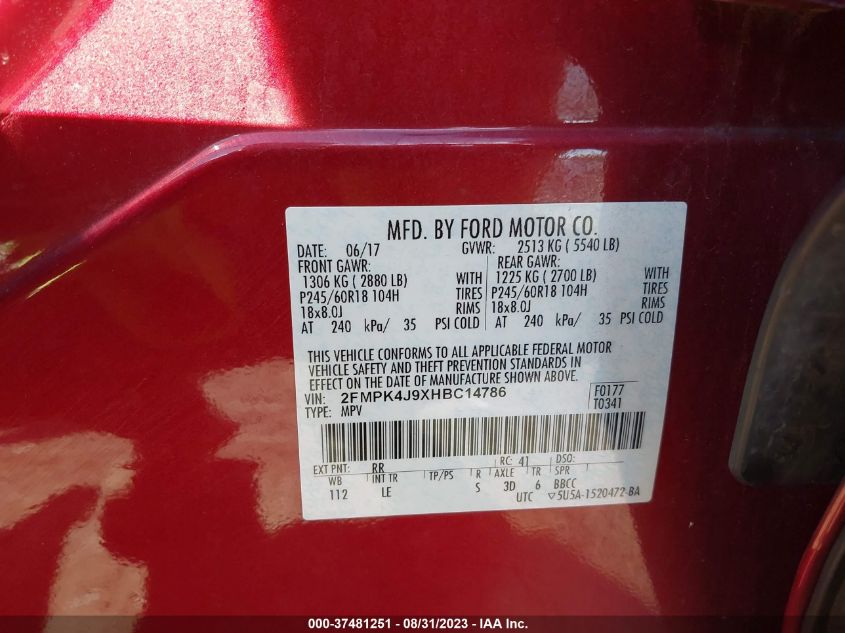 MFD. BY FORD MOTOR CO.
DATE: 06/17 GVWR: 2513 KG ( 5540 LB)
FRONT GAWR: REAR GAWR:
1306 KG ( 2880 LB) WITH 1225 KG ( 2700 LB) WITH
P245/60R18 104H TIRES P245/60R18 104H TIRES
18x8.0J RIMS 18x8.0J RIMS
AT 240 kPa/ 35 PSI COLD AT 240 kPa/ 35 PSI COLD
THIS VEHICLE CONFORMS TO ALL APPLICABLE FEDERAL MOTOR
VEHICLE SAFETY AND THEFT PREVENTION STANDARDS IN
EFFECT ON THE DATE OF MANUFACTURE SHOWN ABOVE.
VIN: 2FMPK4J9XHBC14786 F0177
TYPE: MPV T0341
EXT PNT: RR RC: 41 DSO:
WB INT TR TP/PS R AXLE TR SPR
112 LE S 3D 6 BBCC
UTC ▽5U5A-1520472-BA
000-37481251 - 08/31/2023 - IAA Inc.